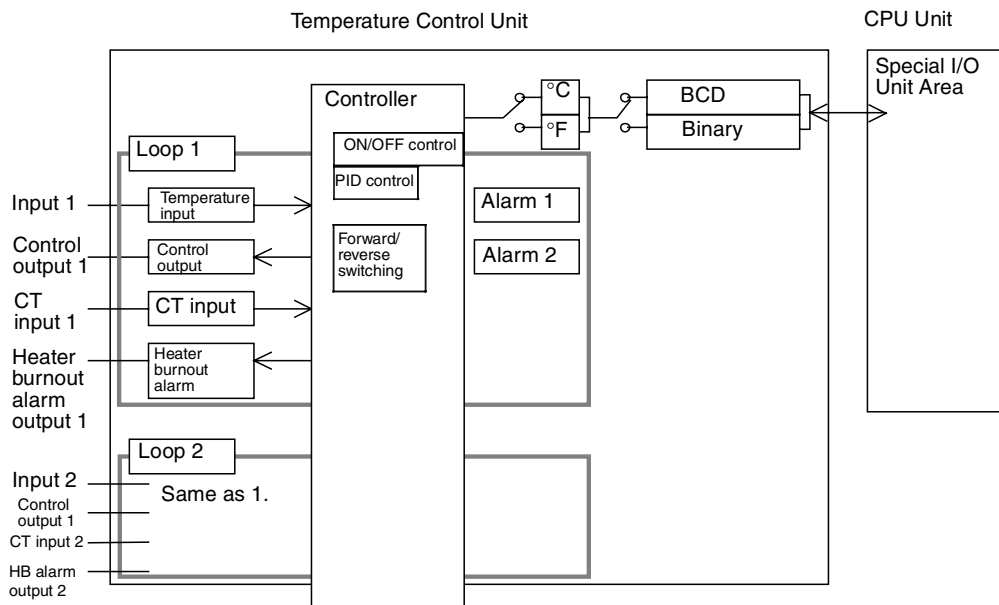 Temperature Control Unit
CPU Unit
Special I/O
Unit Area
Controller
°C
°F
BCD
Binary
ON/OFF control
PID control
Forward/
reverse
switching
Loop 1
Input 1
Temperature
input
Alarm 1
Control
output 1
Control
output
Alarm 2
CT
input 1
CT input
Heater
burnout
alarm
output 1
Heater
burnout
alarm
Loop 2
Input 2
Same as 1.
Control
output 1
CT input 2
HB alarm
output 2